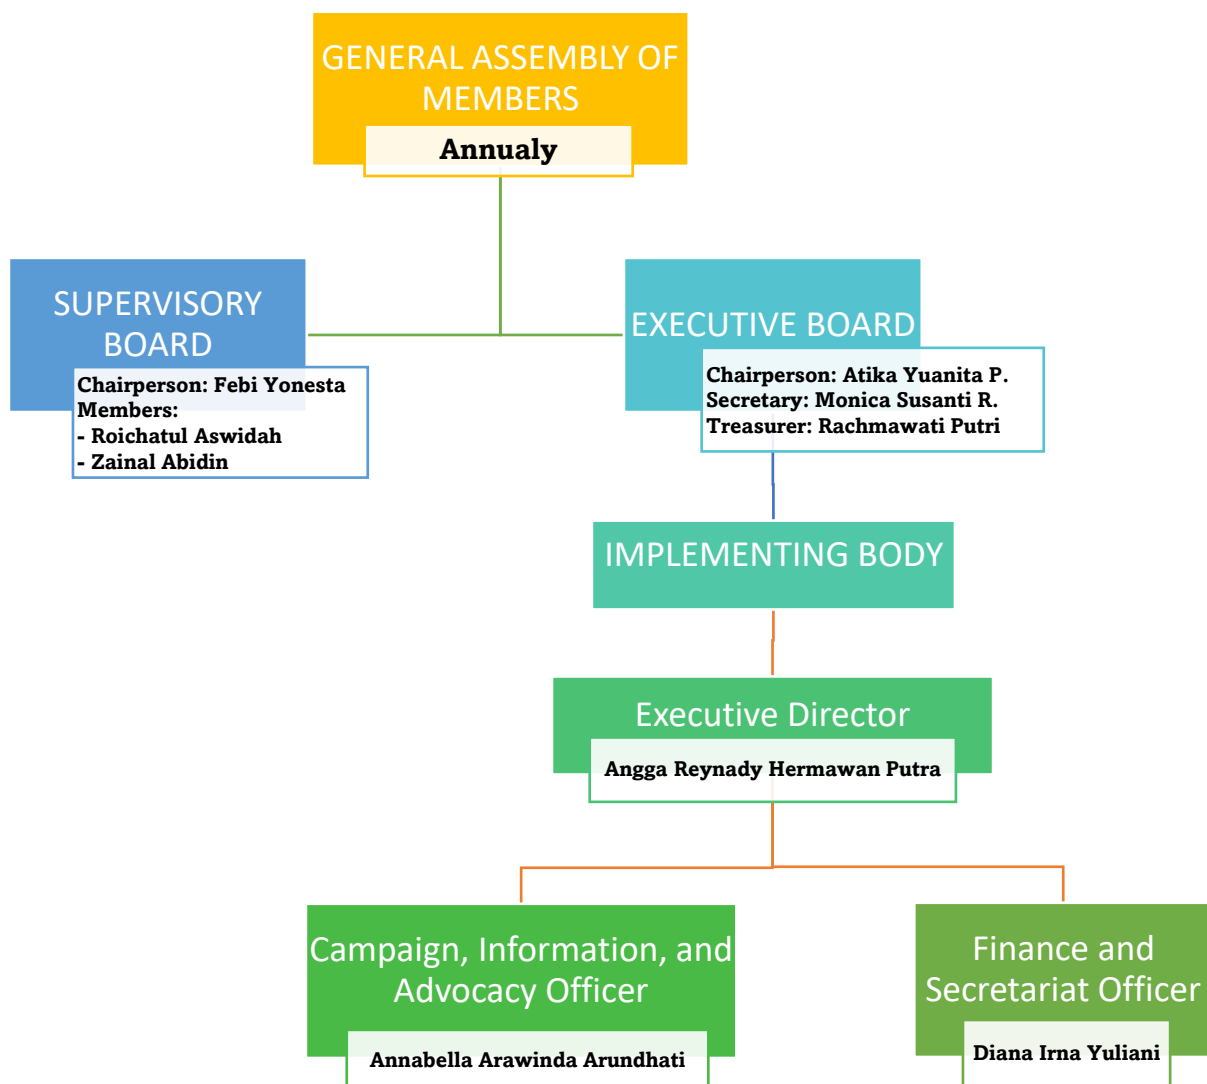 GENERAL ASSEMBLY OF
MEMBERS
Annualy
SUPERVISORY
BOARD
Chairperson: Febi Yonesta
Members:
- Roichatul Aswidah
- Zainal Abidin
EXECUTIVE BOARD
Chairperson: Atika Yuanita P.
Secretary: Monica Susanti R.
Treasurer: Rachmawati Putri
IMPLEMENTING BODY
Executive Director
Angga Reynady Hermawan Putra
Campaign, Information, and
Advocacy Officer
Annabella Arawinda Arundhati
Finance and
Secretariat Officer
Diana Irna Yuliani